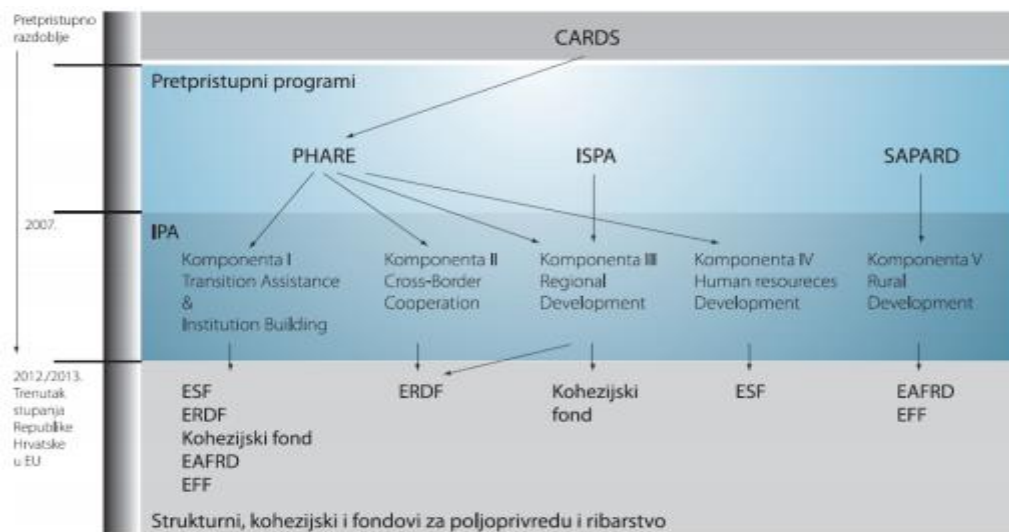 Pretpristupno
razdoblje
CARDS
Pretpristupni programi
PHARE
ISPA
SAPARD
2007.
IPA
Komponenta I
Transition Assistance
&
Institution Building
Komponenta II
Cross-Border
Cooperation
Komponenta III
Regional
Development
Komponenta IV
Human resoureces
Development
Komponenta V
Rural
Development
2012./2013.
Trenutak
stupanja
Republike
Hrvatske
u EU
ESF
ERDF
Kohezijski fond
EAFRD
EFF
ERDF
Kohezijski
fond
ESF
EAFRD
EFF
Strukturni, kohezijski i fondovi za poljoprivredu i ribarstvo